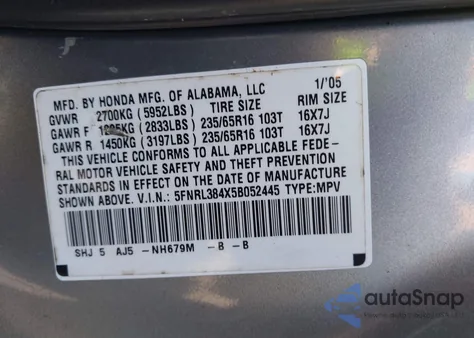 MFD. BY HONDA MFG. OF ALABAMA, LLC 1/'05
GVWR 2700KG (5952LBS) TIRE SIZE RIM SIZE
GAWR F 1285KG (2833LBS) 235/65R16 103T 16X7J
GAWR R 1450KG (3197LBS) 235/65R16 103T 16X7J
THIS VEHICLE CONFORMS TO ALL APPLICABLE FEDE-
RAL MOTOR VEHICLE SAFETY AND THEFT PREVENTION
STANDARDS IN EFFECT ON THE DATE OF MANUFACTURE
SHOWN ABOVE. V.I.N.: 5FNRL384X5B052445 TYPE:MPV
SHJ 5 AJ5 -NH679M -B -B
autoSnap